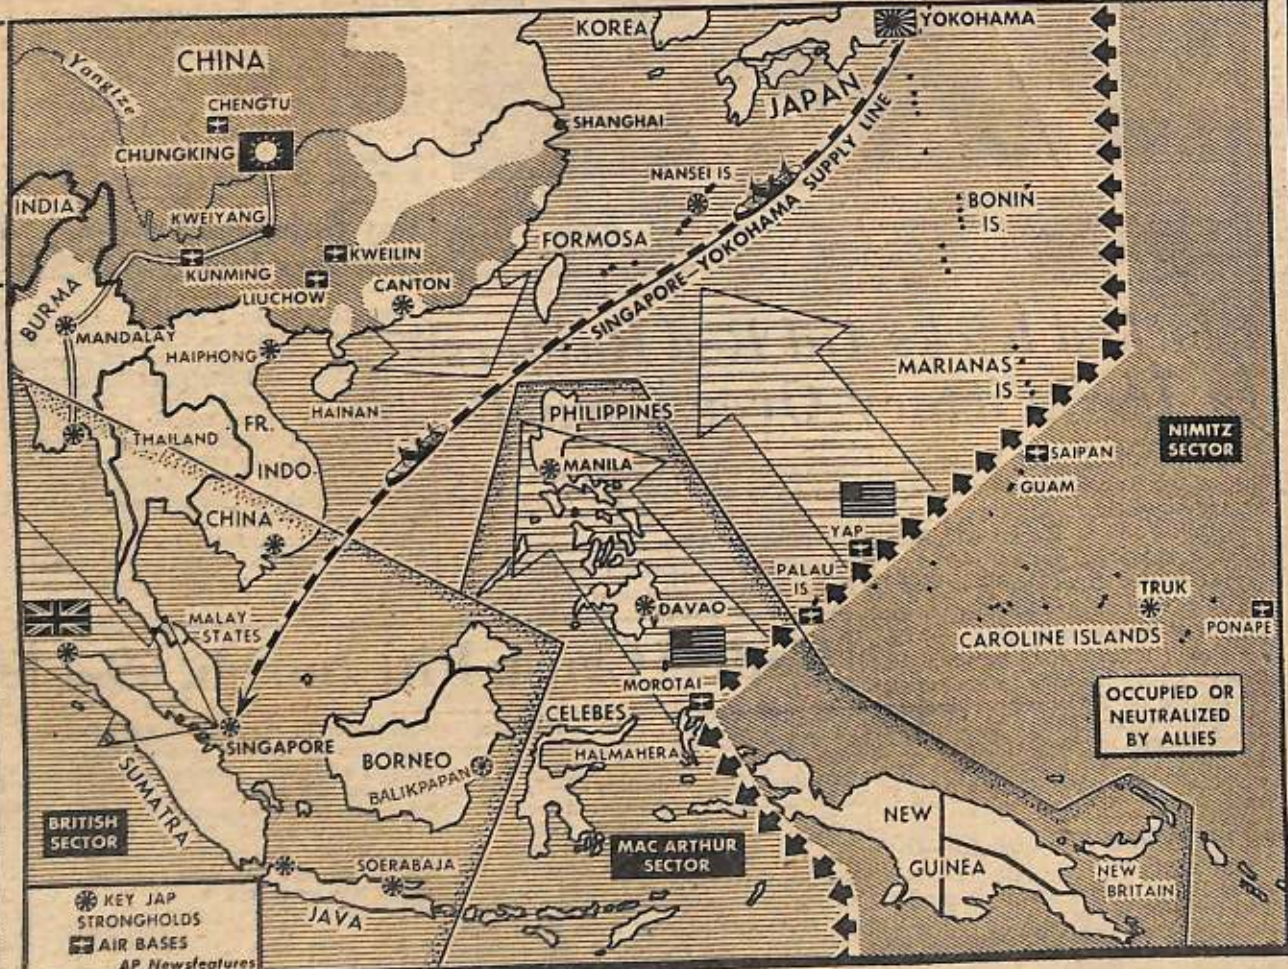 KOREA
YOKOHAMA
CHINA
Yangtze
CHENGTU
CHUNGKING
SHANGHAI
JAPAN
SINGAPORE—YOKOHAMA SUPPLY LINE
NANSEI IS
INDIA
KWEIYANG
BONIN
IS.
KWEILIN
FORMOSA
KUNMING
LIUCHOW
CANTON
BURMA
MANDALAY
HAIPHONG
MARIANAS
IS
HAINAN
PHILIPPINES
THAILAND
FR.
INDO-
CHINA
NIMITZ
SECTOR
SAIPAN
MANILA
GUAM
YAP
PALAU
IS
TRUK
DAVAO
PONAPE
CAROLINE ISLANDS
MALAY
STATES
MOROTAI
OCCUPIED OR
NEUTRALIZED
BY ALLIES
CELEBES
SINGAPORE
HALMAHERA
BORNEO
BALIKPAPAN
SUMATRA
NEW
GUINEA
BRITISH
SECTOR
MAC ARTHUR
SECTOR
SOERABAJA
NEW
BRITAIN
JAVA
KEY JAP
STRONGHOLDS
AIR BASES
AP Newsfeatures